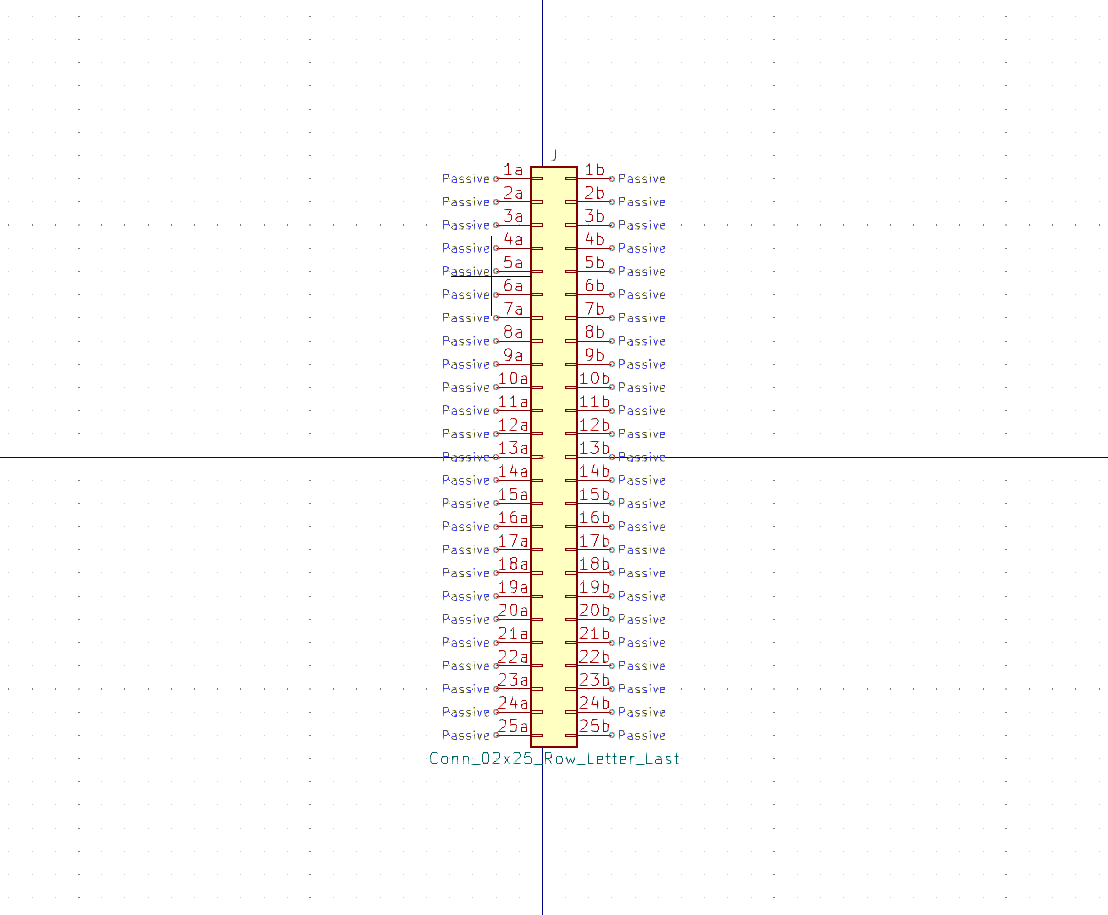 J
Passive 1a 1b Passive
Passive 2a 2b Passive
Passive 3a 3b Passive
Passive 4a 4b Passive
Passive 5a 5b Passive
Passive 6a 6b Passive
Passive 7a 7b Passive
Passive 8a 8b Passive
Passive 9a 9b Passive
Passive 10a 10b Passive
Passive 11a 11b Passive
Passive 12a 12b Passive
Passive 13a 13b Passive
Passive 14a 14b Passive
Passive 15a 15b Passive
Passive 16a 16b Passive
Passive 17a 17b Passive
Passive 18a 18b Passive
Passive 19a 19b Passive
Passive 20a 20b Passive
Passive 21a 21b Passive
Passive 22a 22b Passive
Passive 23a 23b Passive
Passive 24a 24b Passive
Passive 25a 25b Passive
Conn_02x25_Row_Letter_Last